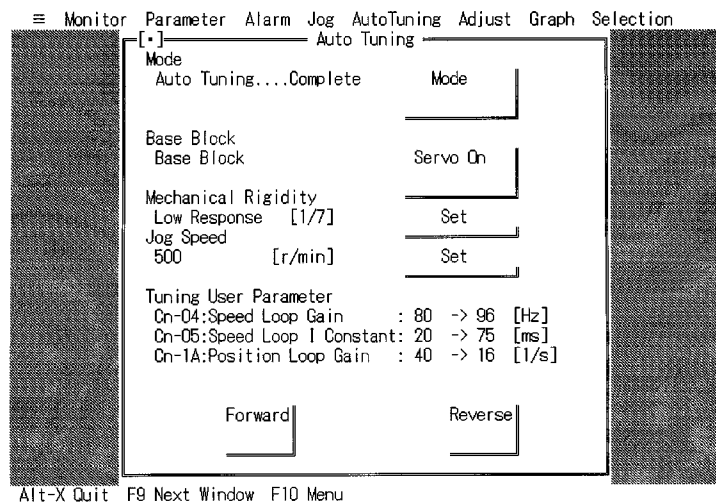 ≡ Monitor Parameter Alarm Jog AutoTuning Adjust Graph Selection
[▪] Auto Tuning
Mode
Auto Tuning....Complete Mode
Base Block
Base Block Servo On
Mechanical Rigidity
Low Response [1/7] Set
Jog Speed
500 [r/min] Set
Tuning User Parameter
Cn-04:Speed Loop Gain : 80 -> 96 [Hz]
Cn-05:Speed Loop I Constant: 20 -> 75 [ms]
Cn-1A:Position Loop Gain : 40 -> 16 [1/s]
Forward Reverse
Alt-X Quit F9 Next Window F10 Menu